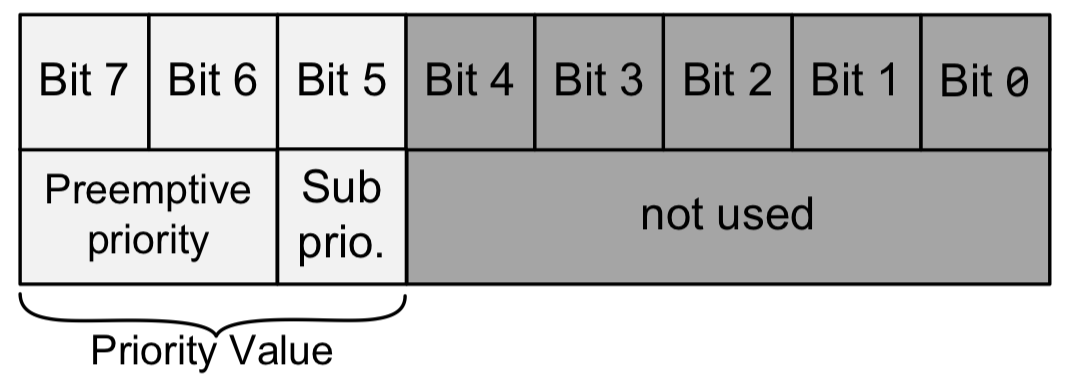 Bit 7 Bit 6 Bit 5 Bit 4 Bit 3 Bit 2 Bit 1 Bit 0
Preemptive
priority
Sub
prio.
not used
Priority Value